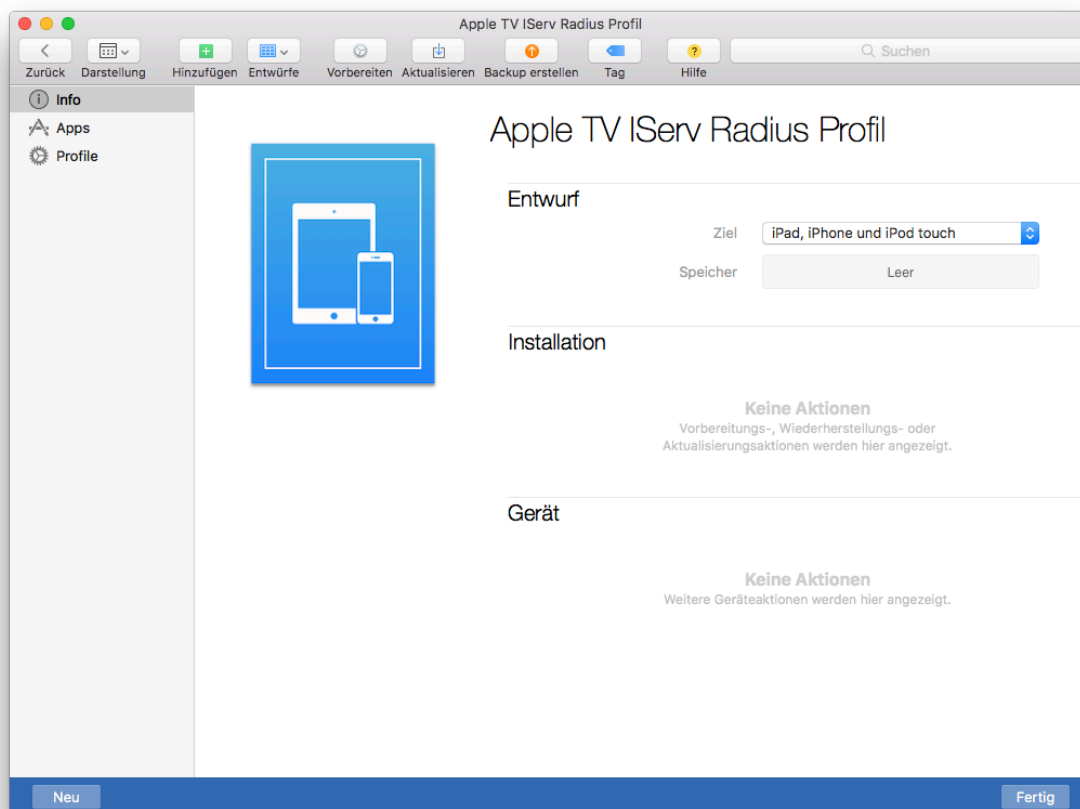 Apple TV IServ Radius Profil
Zurück Darstellung Hinzufügen Entwürfe Vorbereiten Aktualisieren Backup erstellen Tag Hilfe Suchen
Info
Apps
Profile
Apple TV IServ Radius Profil
Entwurf
Ziel iPad, iPhone und iPod touch
Speicher Leer
Installation
Keine Aktionen
Vorbereitungs-, Wiederherstellungs- oder
Aktualisierungsaktionen werden hier angezeigt.
Gerät
Keine Aktionen
Weitere Geräteaktionen werden hier angezeigt.
Neu Fertig